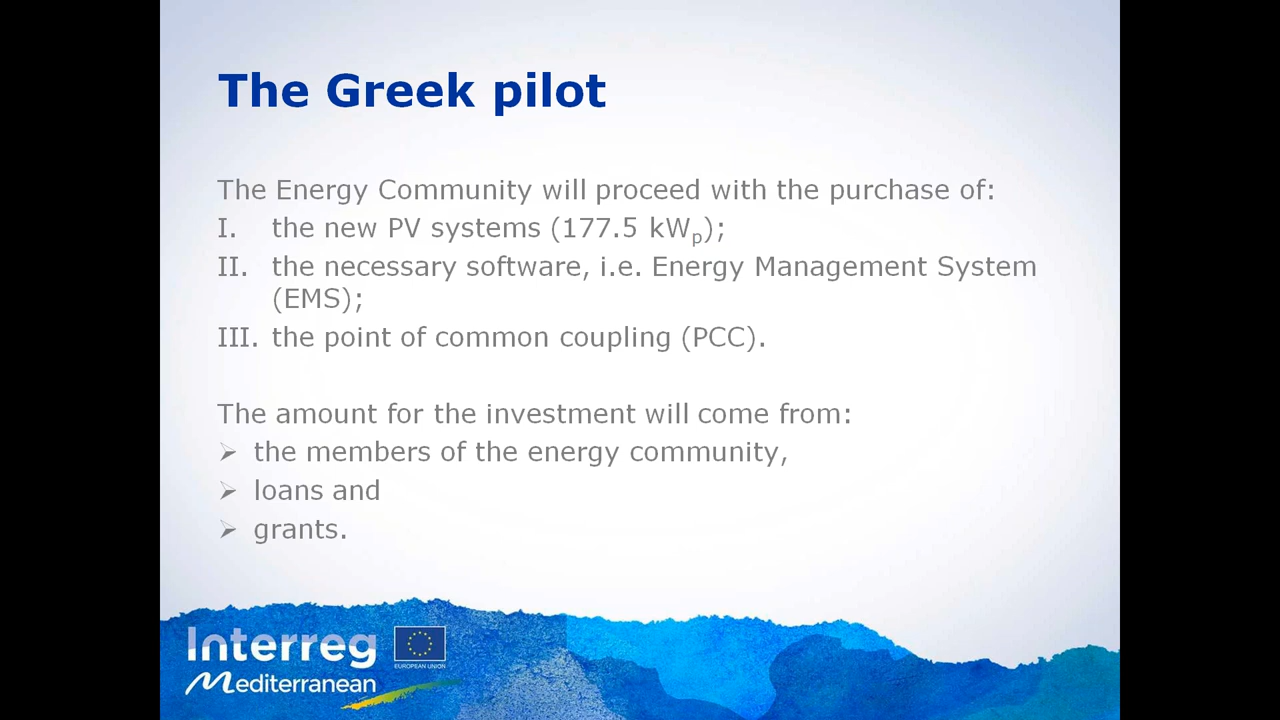 The Greek pilot
The Energy Community will proceed with the purchase of:
I. the new PV systems (177.5 kWp);
II. the necessary software, i.e. Energy Management System
(EMS);
III. the point of common coupling (PCC).
The amount for the investment will come from:
➢ the members of the energy community,
➢ loans and
➢ grants.
Interreg
EUROPEAN UNION
Mediterranean